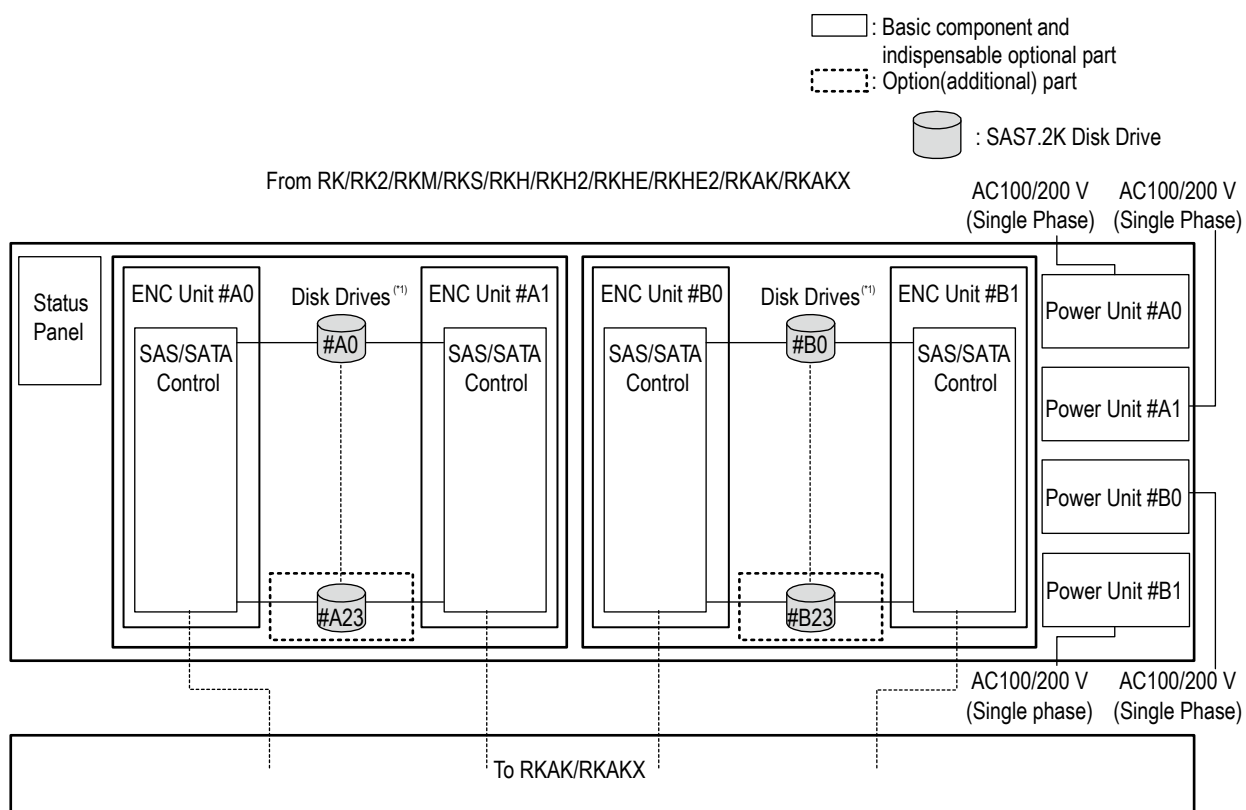 : Basic component and
indispensable optional part
: Option(additional) part
: SAS7.2K Disk Drive
From RK/RK2/RKM/RKS/RKH/RKH2/RKHE/RKHE2/RKAK/RKAKX
AC100/200 V
(Single Phase)
AC100/200 V
(Single Phase)
Status
Panel
ENC Unit #A0
Disk Drives(*1)
ENC Unit #A1
SAS/SATA
Control
#A0
SAS/SATA
Control
#A23
ENC Unit #B0
Disk Drives(*1)
ENC Unit #B1
SAS/SATA
Control
#B0
SAS/SATA
Control
#B23
Power Unit #A0
Power Unit #A1
Power Unit #B0
Power Unit #B1
AC100/200 V
(Single phase)
AC100/200 V
(Single Phase)
To RKAK/RKAKX